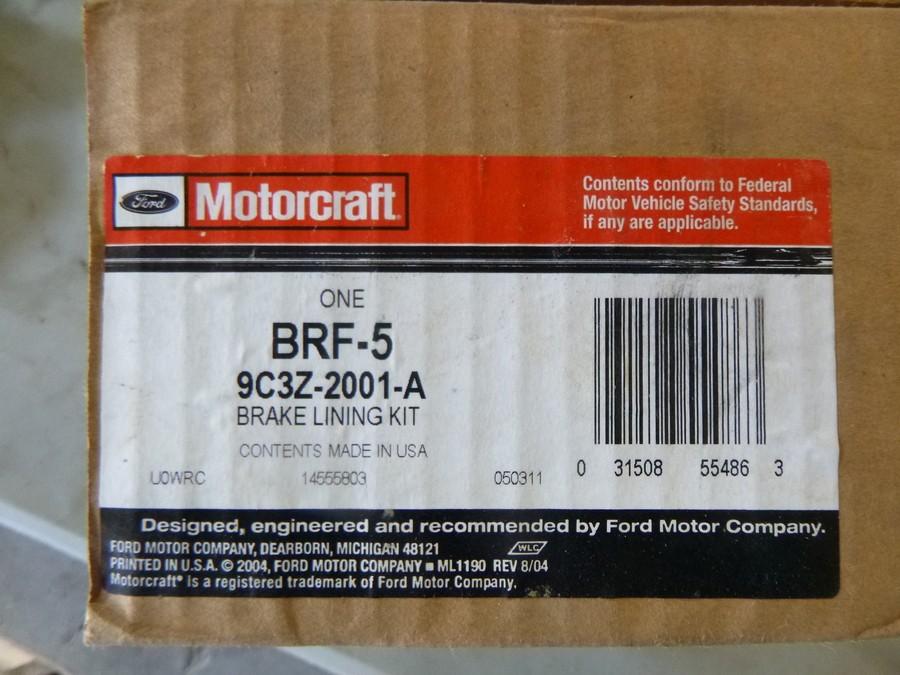 Ford Motorcraft
Contents conform to Federal
Motor Vehicle Safety Standards,
if any are applicable.
ONE
BRF-5
9C3Z-2001-A
BRAKE LINING KIT
CONTENTS MADE IN USA
U0WRC 14555803 050311
0 31508 55486 3
Designed, engineered and recommended by Ford Motor Company.
FORD MOTOR COMPANY, DEARBORN, MICHIGAN 48121
WLC
PRINTED IN U.S.A. © 2004, FORD MOTOR COMPANY ■ ML1190 REV 8/04
Motorcraft® is a registered trademark of Ford Motor Company.